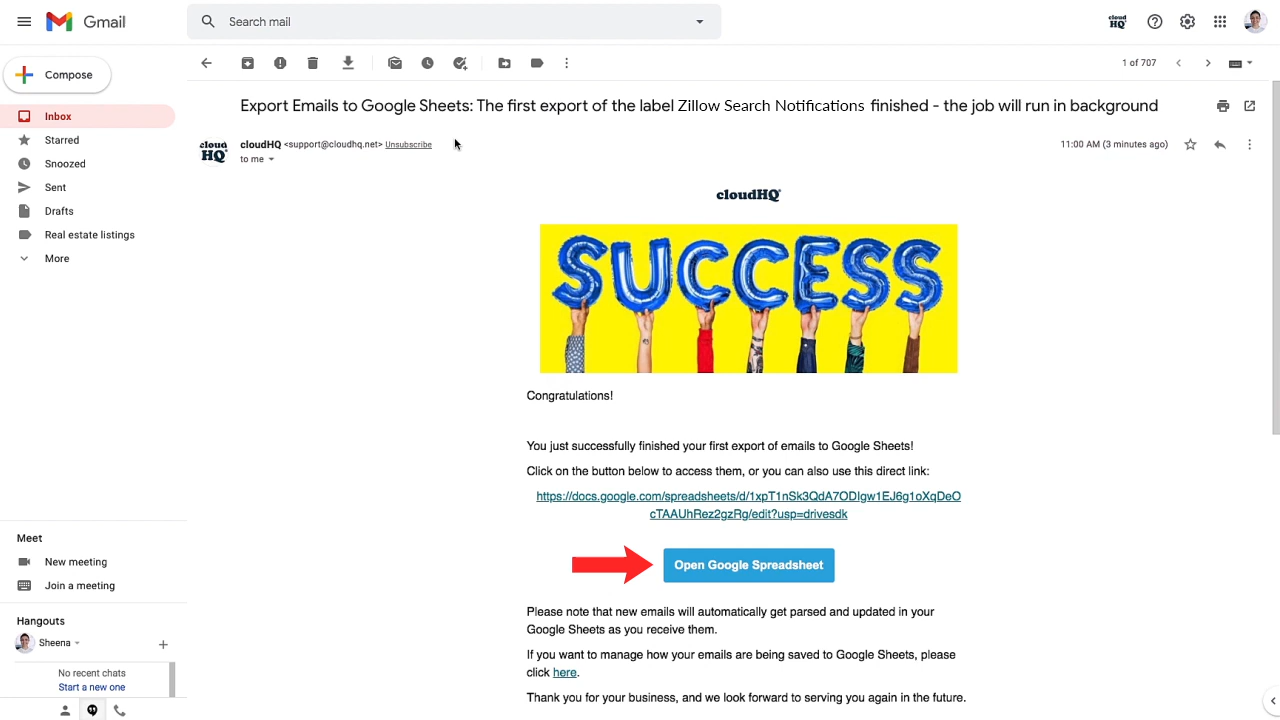 Gmail
Search mail
cloud HQ
1 of 707
Compose
Inbox
Starred
Snoozed
Sent
Drafts
Real estate listings
More
Export Emails to Google Sheets: The first export of the label Zillow Search Notifications finished - the job will run in background
cloud HQ
cloudHQ <support@cloudhq.net> Unsubscribe
11:00 AM (3 minutes ago)
to me
cloudHQ
SUCCESS
Congratulations!
You just successfully finished your first export of emails to Google Sheets!
Click on the button below to access them, or you can also use this direct link:
https://docs.google.com/spreadsheets/d/1xpT1nSk3QdA7ODIgw1EJ6g1oXqDeO
cTAAUhRez2gzRg/edit?usp=drivesdk
Open Google Spreadsheet
Please note that new emails will automatically get parsed and updated in your
Google Sheets as you receive them.
If you want to manage how your emails are being saved to Google Sheets, please
click here.
Thank you for your business, and we look forward to serving you again in the future.
Meet
New meeting
Join a meeting
Hangouts
Sheena
No recent chats
Start a new one